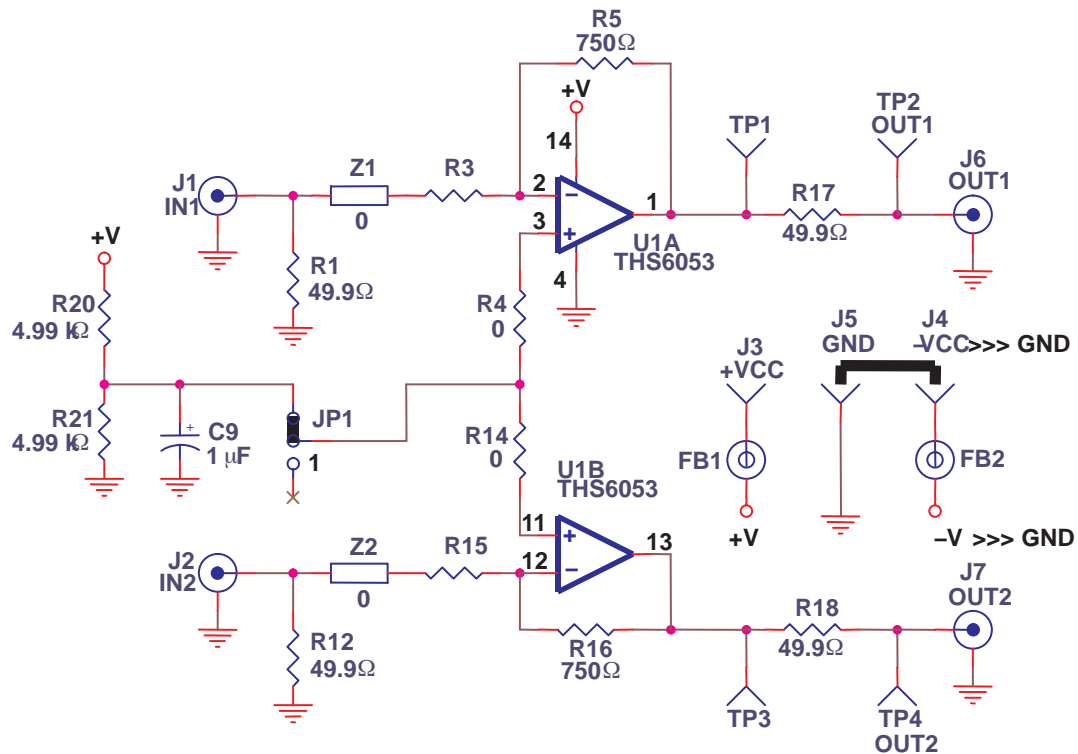 R5
750Ω
+V
14
TP1
TP2
OUT1
J6
OUT1
J1
IN1
Z1
0
R3
2
3
1
4
U1A
THS6053
R17
49.9Ω
+V
R1
49.9Ω
R20
4.99 kΩ
R4
0
J5
GND
J4
–VCC>>> GND
J3
+VCC
R21
4.99 kΩ
C9
+
1 µF
JP1
1
R14
0
FB1
FB2
U1B
THS6053
+V
–V >>> GND
11
12
13
J2
IN2
Z2
0
R15
J7
OUT2
R12
49.9Ω
R16
750Ω
R18
49.9Ω
TP3
TP4
OUT2